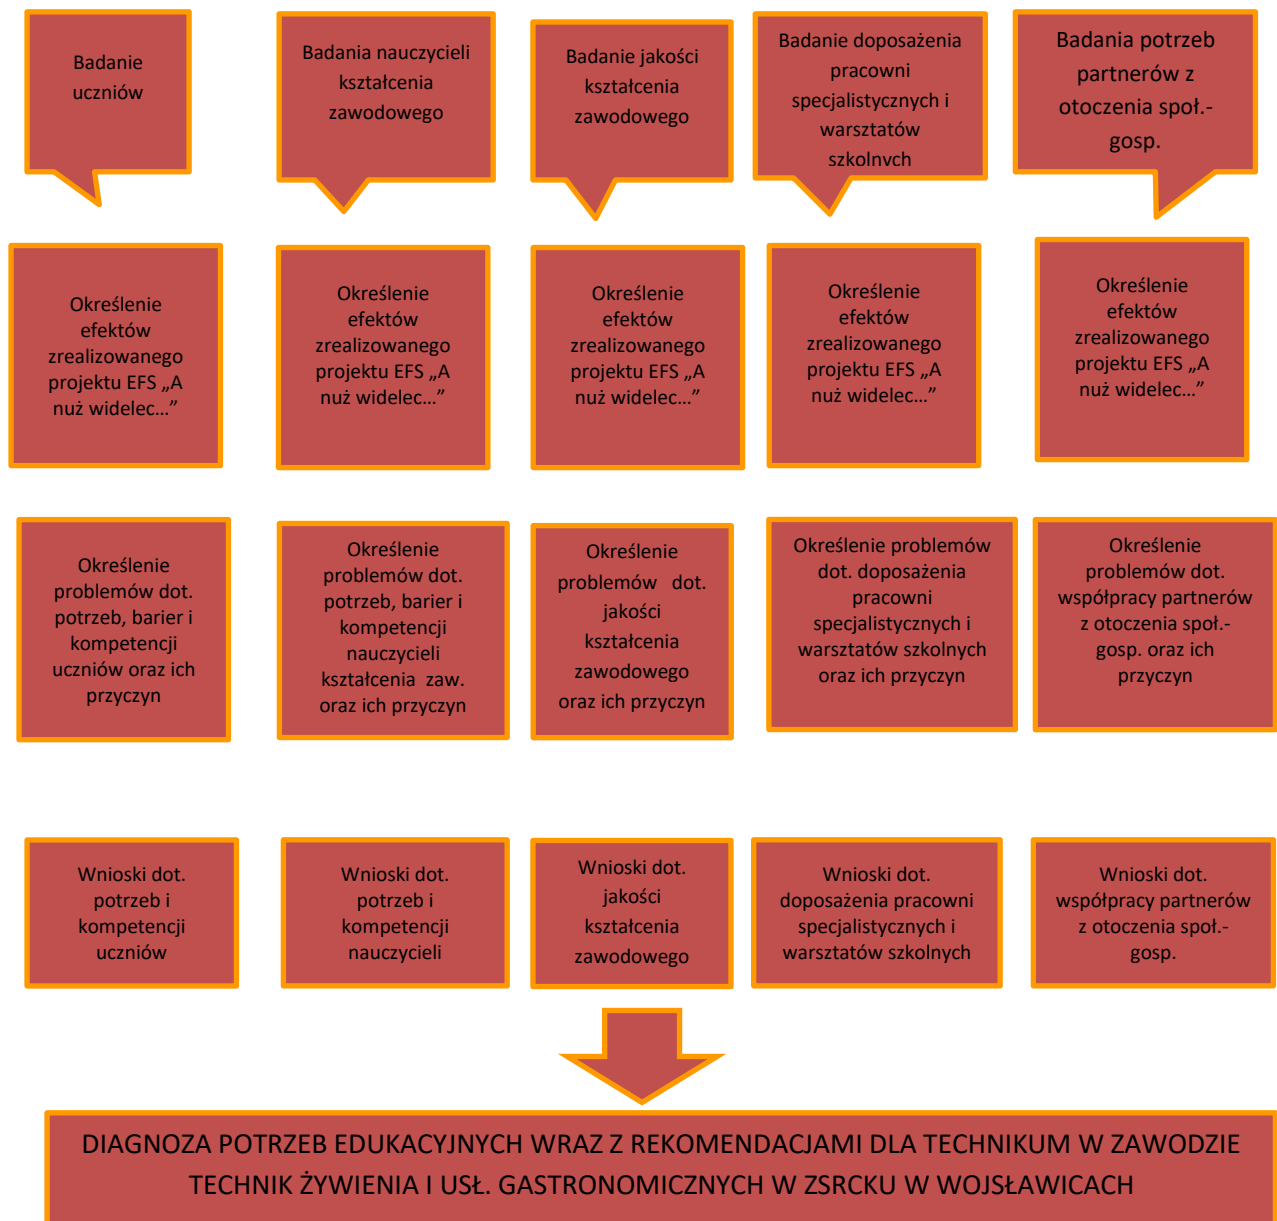 Badanie
uczniów
Badania nauczycieli
kształcenia
zawodowego
Badanie jakości
kształcenia
zawodowego
Badanie doposażenia
pracowni
specjalistycznych i
warsztatów
szkolnych
Badania potrzeb
partnerów z
otoczenia społ.-
gosp.
Określenie
efektów
zrealizowanego
projektu EFS „A
nuż widelec…”
Określenie
efektów
zrealizowanego
projektu EFS „A
nuż widelec…”
Określenie
efektów
zrealizowanego
projektu EFS „A
nuż widelec…”
Określenie
efektów
zrealizowanego
projektu EFS „A
nuż widelec…”
Określenie
efektów
zrealizowanego
projektu EFS „A
nuż widelec…”
Określenie
problemów dot.
potrzeb, barier i
kompetencji
uczniów oraz ich
przyczyn
Określenie
problemów dot.
potrzeb, barier i
kompetencji
nauczycieli
kształcenia zaw.
oraz ich przyczyn
Określenie
problemów dot.
jakości
kształcenia
zawodowego
oraz ich przyczyn
Określenie problemów
dot. doposażenia
pracowni
specjalistycznych i
warsztatów szkolnych
oraz ich przyczyn
Określenie
problemów dot.
współpracy partnerów
z otoczenia społ.-
gosp. oraz ich
przyczyn
Wnioski dot.
potrzeb i
kompetencji
uczniów
Wnioski dot.
potrzeb i
kompetencji
nauczycieli
Wnioski dot.
jakości
kształcenia
zawodowego
Wnioski dot.
doposażenia pracowni
specjalistycznych i
warsztatów szkolnych
Wnioski dot.
współpracy partnerów
z otoczenia społ.-
gosp.
DIAGNOZA POTRZEB EDUKACYJNYCH WRAZ Z REKOMENDACJAMI DLA TECHNIKUM W ZAWODZIE
TECHNIK ŻYWIENIA I USŁ. GASTRONOMICZNYCH W ZSRCKU W WOJSŁAWICACH